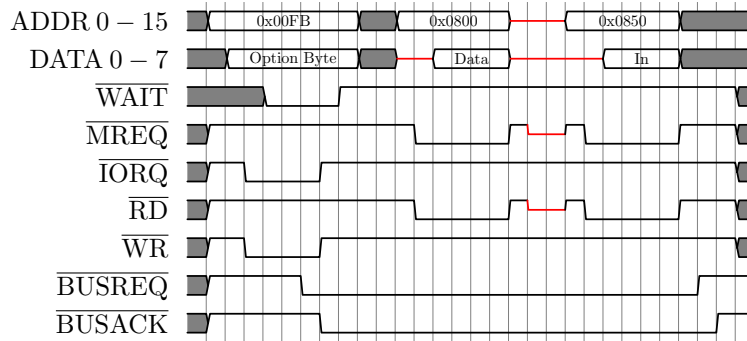 ADDR 0 – 15 0x00FB 0x0800 0x0850
DATA 0 – 7 Option Byte Data In
WAIT
MREQ
IORQ
RD
WR
BUSREQ
BUSACK